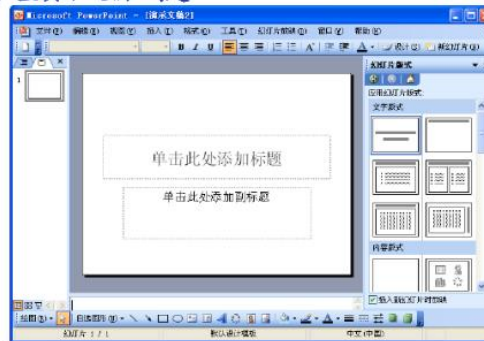 Microsoft PowerPoint - [演示文稿2]
文件(F) 编辑(E) 视图(V) 插入(I) 格式(O) 工具(T) 幻灯片放映(D) 窗口(W) 帮助(H)
B I U S 设计(S) 新幻灯片(N)
幻灯片版式
应用幻灯片版式:
文字版式
1
单击此处添加标题
单击此处添加副标题
内容版式
插入新幻灯片时放映
绘图(R) 自选图形(U)
幻灯片 1 / 1 默认设计模板 中文(中国)